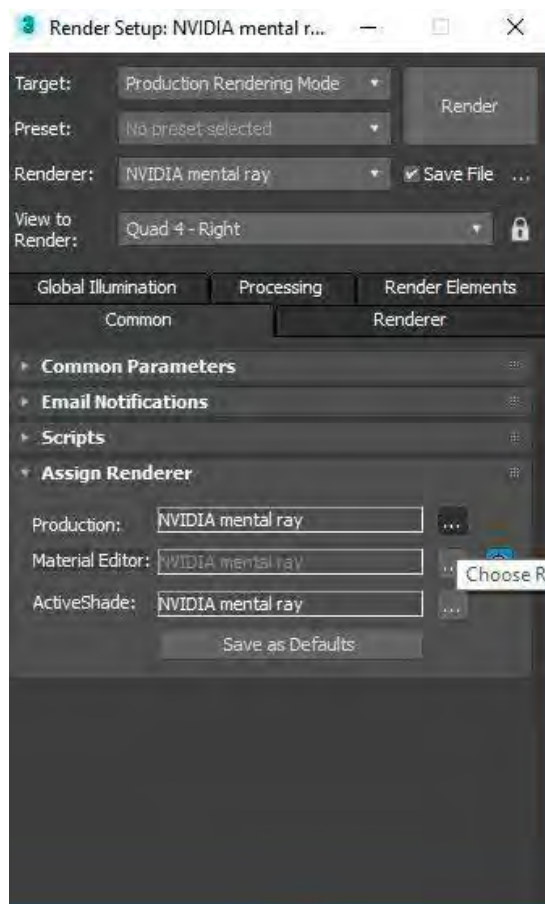 Render Setup: NVIDIA mental r...
Target: Production Rendering Mode
Render
Preset: No preset selected
Renderer: NVIDIA mental ray Save File ...
View to Render: Quad 4 - Right
Global Illumination Processing Render Elements
Common Renderer
Common Parameters
Email Notifications
Scripts
Assign Renderer
Production: NVIDIA mental ray ...
Material Editor: NVIDIA mental ray ...
Choose R
ActiveShade: NVIDIA mental ray ...
Save as Defaults